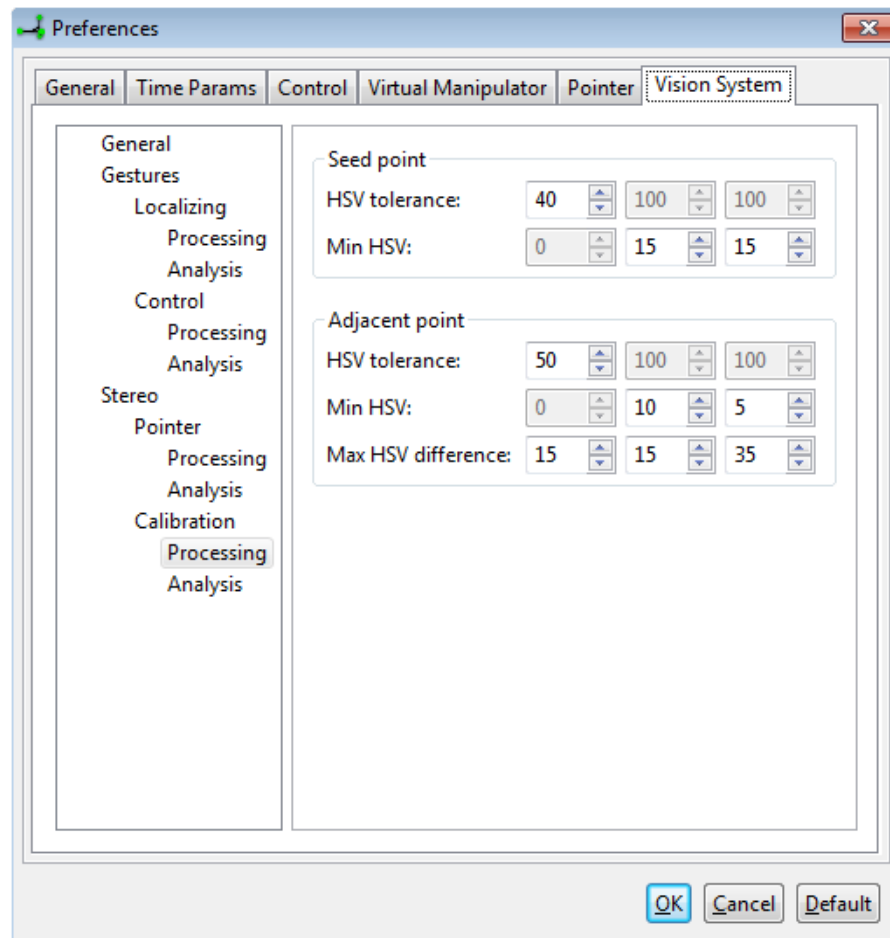 Preferences
General Time Params Control Virtual Manipulator Pointer Vision System
General
Gestures
Localizing
Processing
Analysis
Control
Processing
Analysis
Stereo
Pointer
Processing
Analysis
Calibration
Processing
Analysis
Seed point
HSV tolerance: 40 100 100
Min HSV: 0 15 15
Adjacent point
HSV tolerance: 50 100 100
Min HSV: 0 10 5
Max HSV difference: 15 15 35
OK Cancel Default